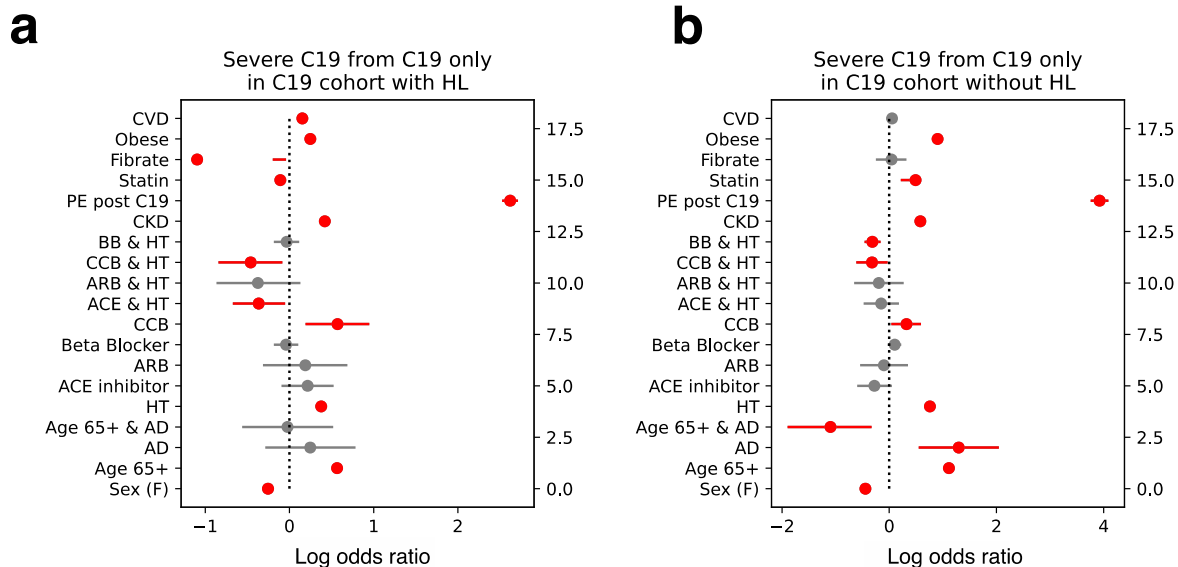 a
Severe C19 from C19 only
in C19 cohort with HL
CVD
Obese
Fibrate
Statin
PE post C19
CKD
BB & HT
CCB & HT
ARB & HT
ACE & HT
CCB
Beta Blocker
ARB
ACE inhibitor
HT
Age 65+ & AD
AD
Age 65+
Sex (F)
17.5
15.0
12.5
10.0
7.5
5.0
2.5
0.0
−1 0 1 2
Log odds ratio
b
Severe C19 from C19 only
in C19 cohort without HL
CVD
Obese
Fibrate
Statin
PE post C19
CKD
BB & HT
CCB & HT
ARB & HT
ACE & HT
CCB
Beta Blocker
ARB
ACE inhibitor
HT
Age 65+ & AD
AD
Age 65+
Sex (F)
17.5
15.0
12.5
10.0
7.5
5.0
2.5
0.0
−2 0 2 4
Log odds ratio